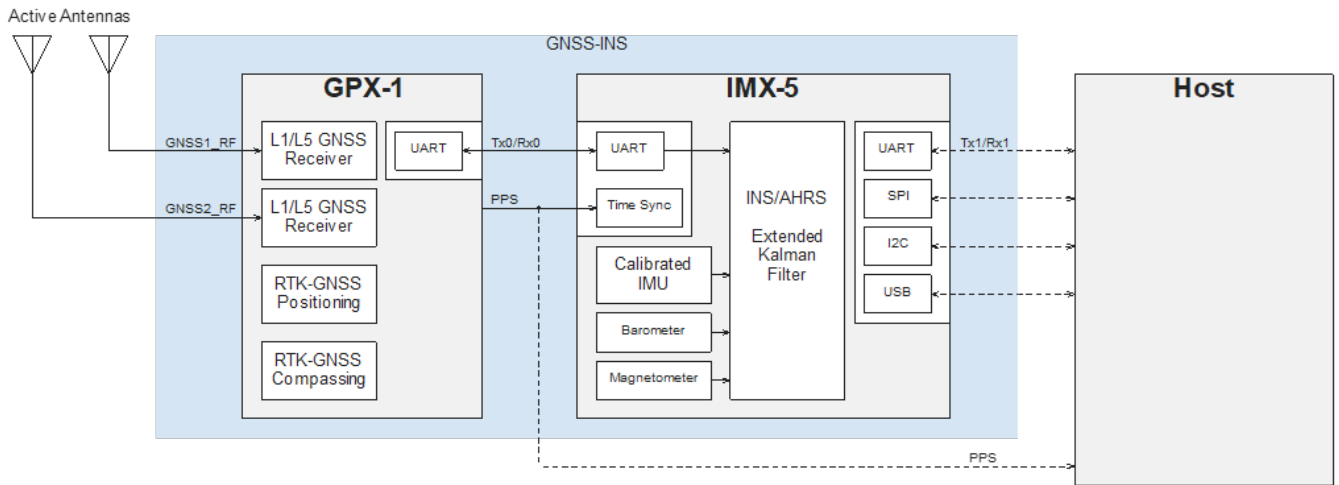 Active Antennas
GNSS-INS
GPX-1
IMX-5
Host
GNSS1_RF
L1/L5 GNSS
Receiver
UART
Tx0/Rx0
UART
UART
Tx1/Rx1
GNSS2_RF
L1/L5 GNSS
Receiver
PPS
Time Sync
INS/AHRS
Extended
Kalman
Filter
SPI
I2C
USB
RTK-GNSS
Positioning
Calibrated
IMU
Barometer
RTK-GNSS
Compassing
Magnetometer
PPS